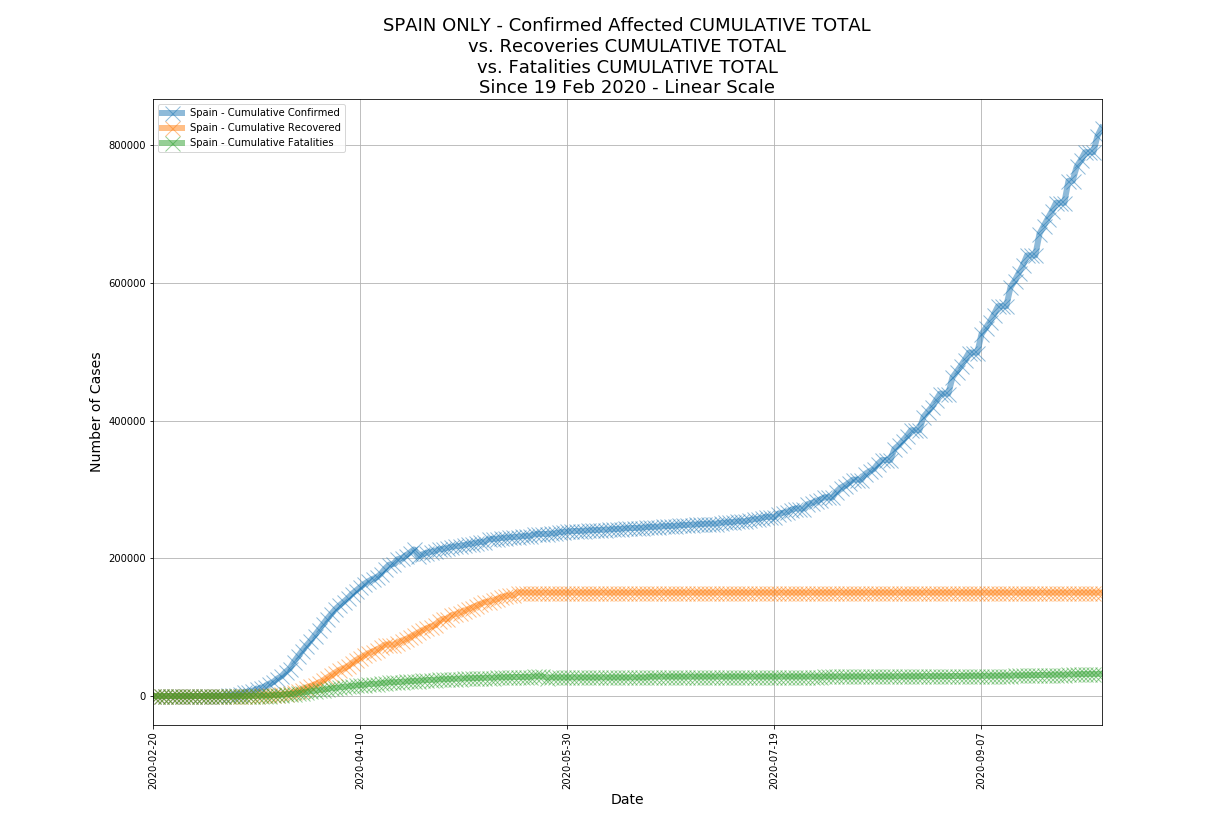 SPAIN ONLY - Confirmed Affected CUMULATIVE TOTAL
vs. Recoveries CUMULATIVE TOTAL
vs. Fatalities CUMULATIVE TOTAL
Since 19 Feb 2020 - Linear Scale
Spain - Cumulative Confirmed
Spain - Cumulative Recovered
Spain - Cumulative Fatalities
Number of Cases
800000
600000
400000
200000
0
2020-02-20
2020-04-10
2020-05-30
2020-07-19
2020-09-07
Date